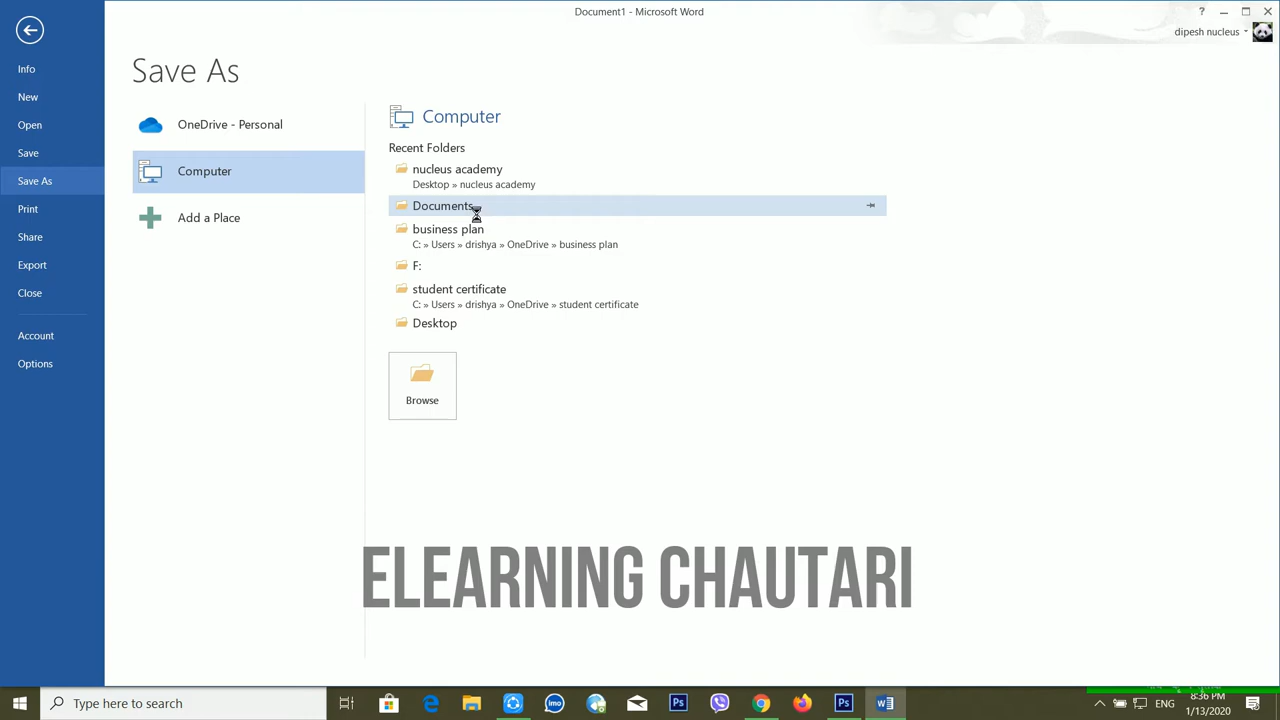 Document1 - Microsoft Word
?
dipesh nucleus
Info
New
Open
Save
Save As
Print
Share
Export
Close
Account
Options
Save As
OneDrive - Personal
Computer
Add a Place
Computer
Recent Folders
nucleus academy
Desktop » nucleus academy
Documents
business plan
C: » Users » drishya » OneDrive » business plan
F:
student certificate
C: » Users » drishya » OneDrive » student certificate
Desktop
Browse
ELEARNING CHAUTARI
Type here to search
imo
Ps
Ps
ENG
8:36 PM
1/13/2020